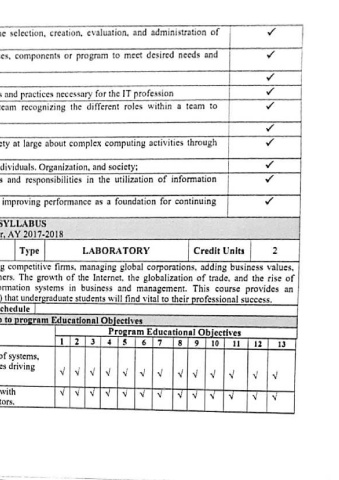 e selection, creation, evaluation, and administration of ✓
es, components or program to meet desired needs and ✓
✓
s and practices necessary for the IT profession ✓
eam recognizing the different roles within a team to ✓
✓
ety at large about complex computing activities through ✓
dividuals. Organization, and society; ✓
s and responsibilities in the utilization of information ✓
improving performance as a foundation for continuing ✓
SYLLABUS
r, AY 2017-2018
Type LABORATORY Credit Units 2
g competitive firms, managing global corporations, adding business values,
ners. The growth of the Internet, the globalization of trade, and the rise of
ormation systems in business and management. This course provides an
) that undergraduate students will find vital to their professional success.
chedule
to program Educational Objectives
Program Educational Objectives
1 2 3 4 5 6 7 8 9 10 11 12 13
of systems,
es driving √ √ √ √ √ √ √ √ √ √ √ √ √
with √ √ √ √ √ √ √ √ √ √ √ √ √
tors.